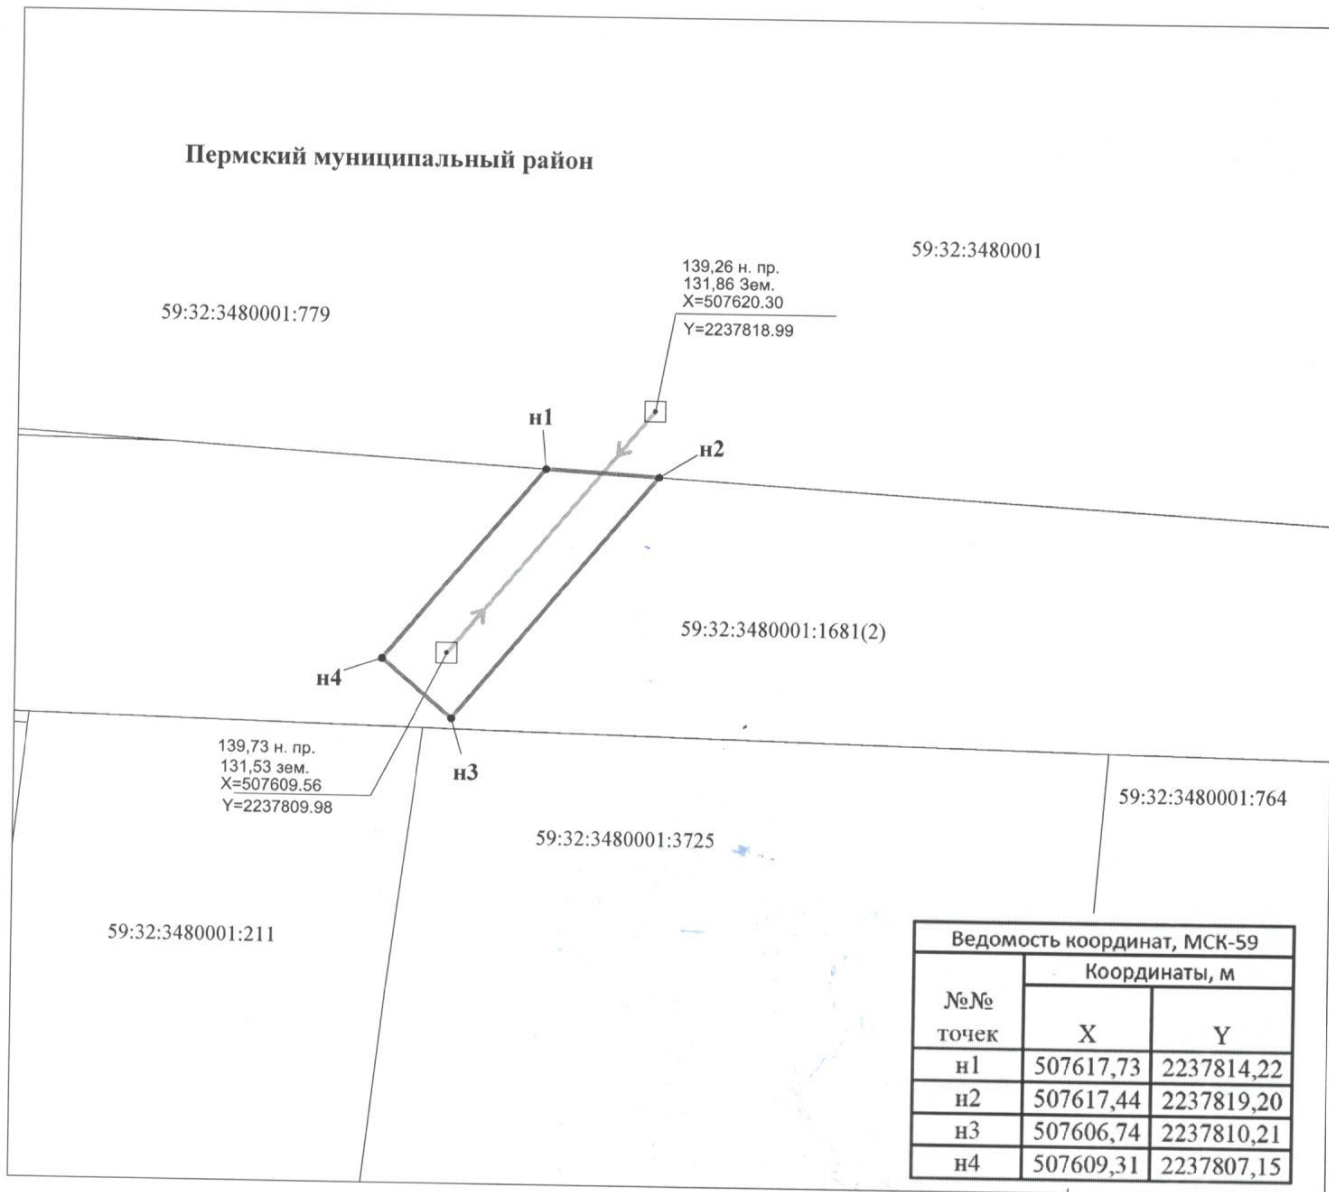 Пермский муниципальный район
59:32:3480001
139,26 н. пр.
131,86 Зем.
X=507620.30
Y=2237818.99
59:32:3480001:779
н1
н2
59:32:3480001:1681(2)
н4
н3
139,73 н. пр.
131,53 зем.
X=507609.56
Y=2237809.98
59:32:3480001:764
59:32:3480001:3725
59:32:3480001:211
Ведомость координат, МСК-59
№№ точек
Координаты, м
X Y
н1 507617,73 2237814,22
н2 507617,44 2237819,20
н3 507606,74 2237810,21
н4 507609,31 2237807,15